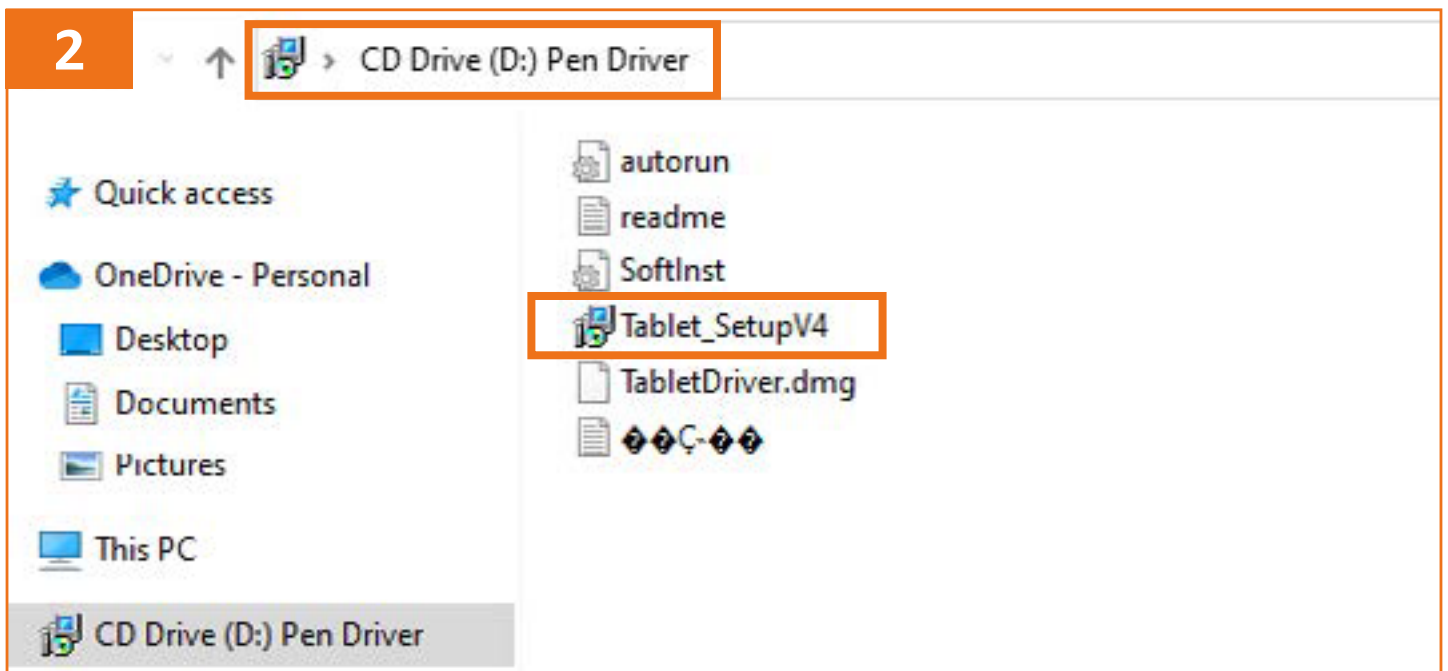 2
CD Drive (D:) Pen Driver
Quick access
OneDrive - Personal
Desktop
Documents
Pictures
This PC
CD Drive (D:) Pen Driver
autorun
readme
SoftInst
Tablet_SetupV4
TabletDriver.dmg
��Ç-��